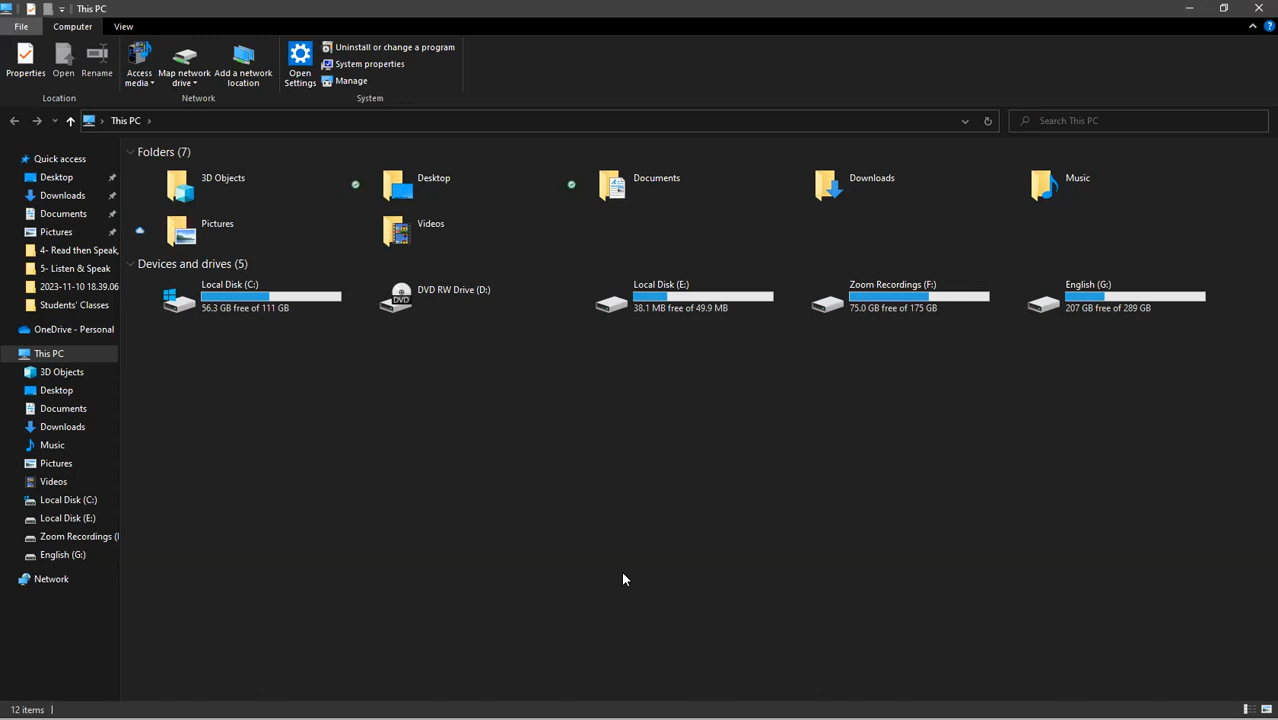 This PC
File
Computer
View
Properties
Open
Rename
Access media
Map network drive
Add a network location
Open Settings
Uninstall or change a program
System properties
Manage
Location
Network
System
This PC
Search This PC
Quick access
Desktop
Downloads
Documents
Pictures
4- Read then Speak,
5- Listen & Speak
2023-11-10 18.39.06
Students' Classes
OneDrive - Personal
This PC
3D Objects
Desktop
Documents
Downloads
Music
Pictures
Videos
Local Disk (C:)
Local Disk (E:)
Zoom Recordings (
English (G:)
Network
Folders (7)
3D Objects
Desktop
Documents
Downloads
Music
Pictures
Videos
Devices and drives (5)
Local Disk (C:)
56.3 GB free of 111 GB
DVD
DVD RW Drive (D:)
Local Disk (E:)
38.1 MB free of 49.9 MB
Zoom Recordings (F:)
75.0 GB free of 175 GB
English (G:)
207 GB free of 289 GB
12 items